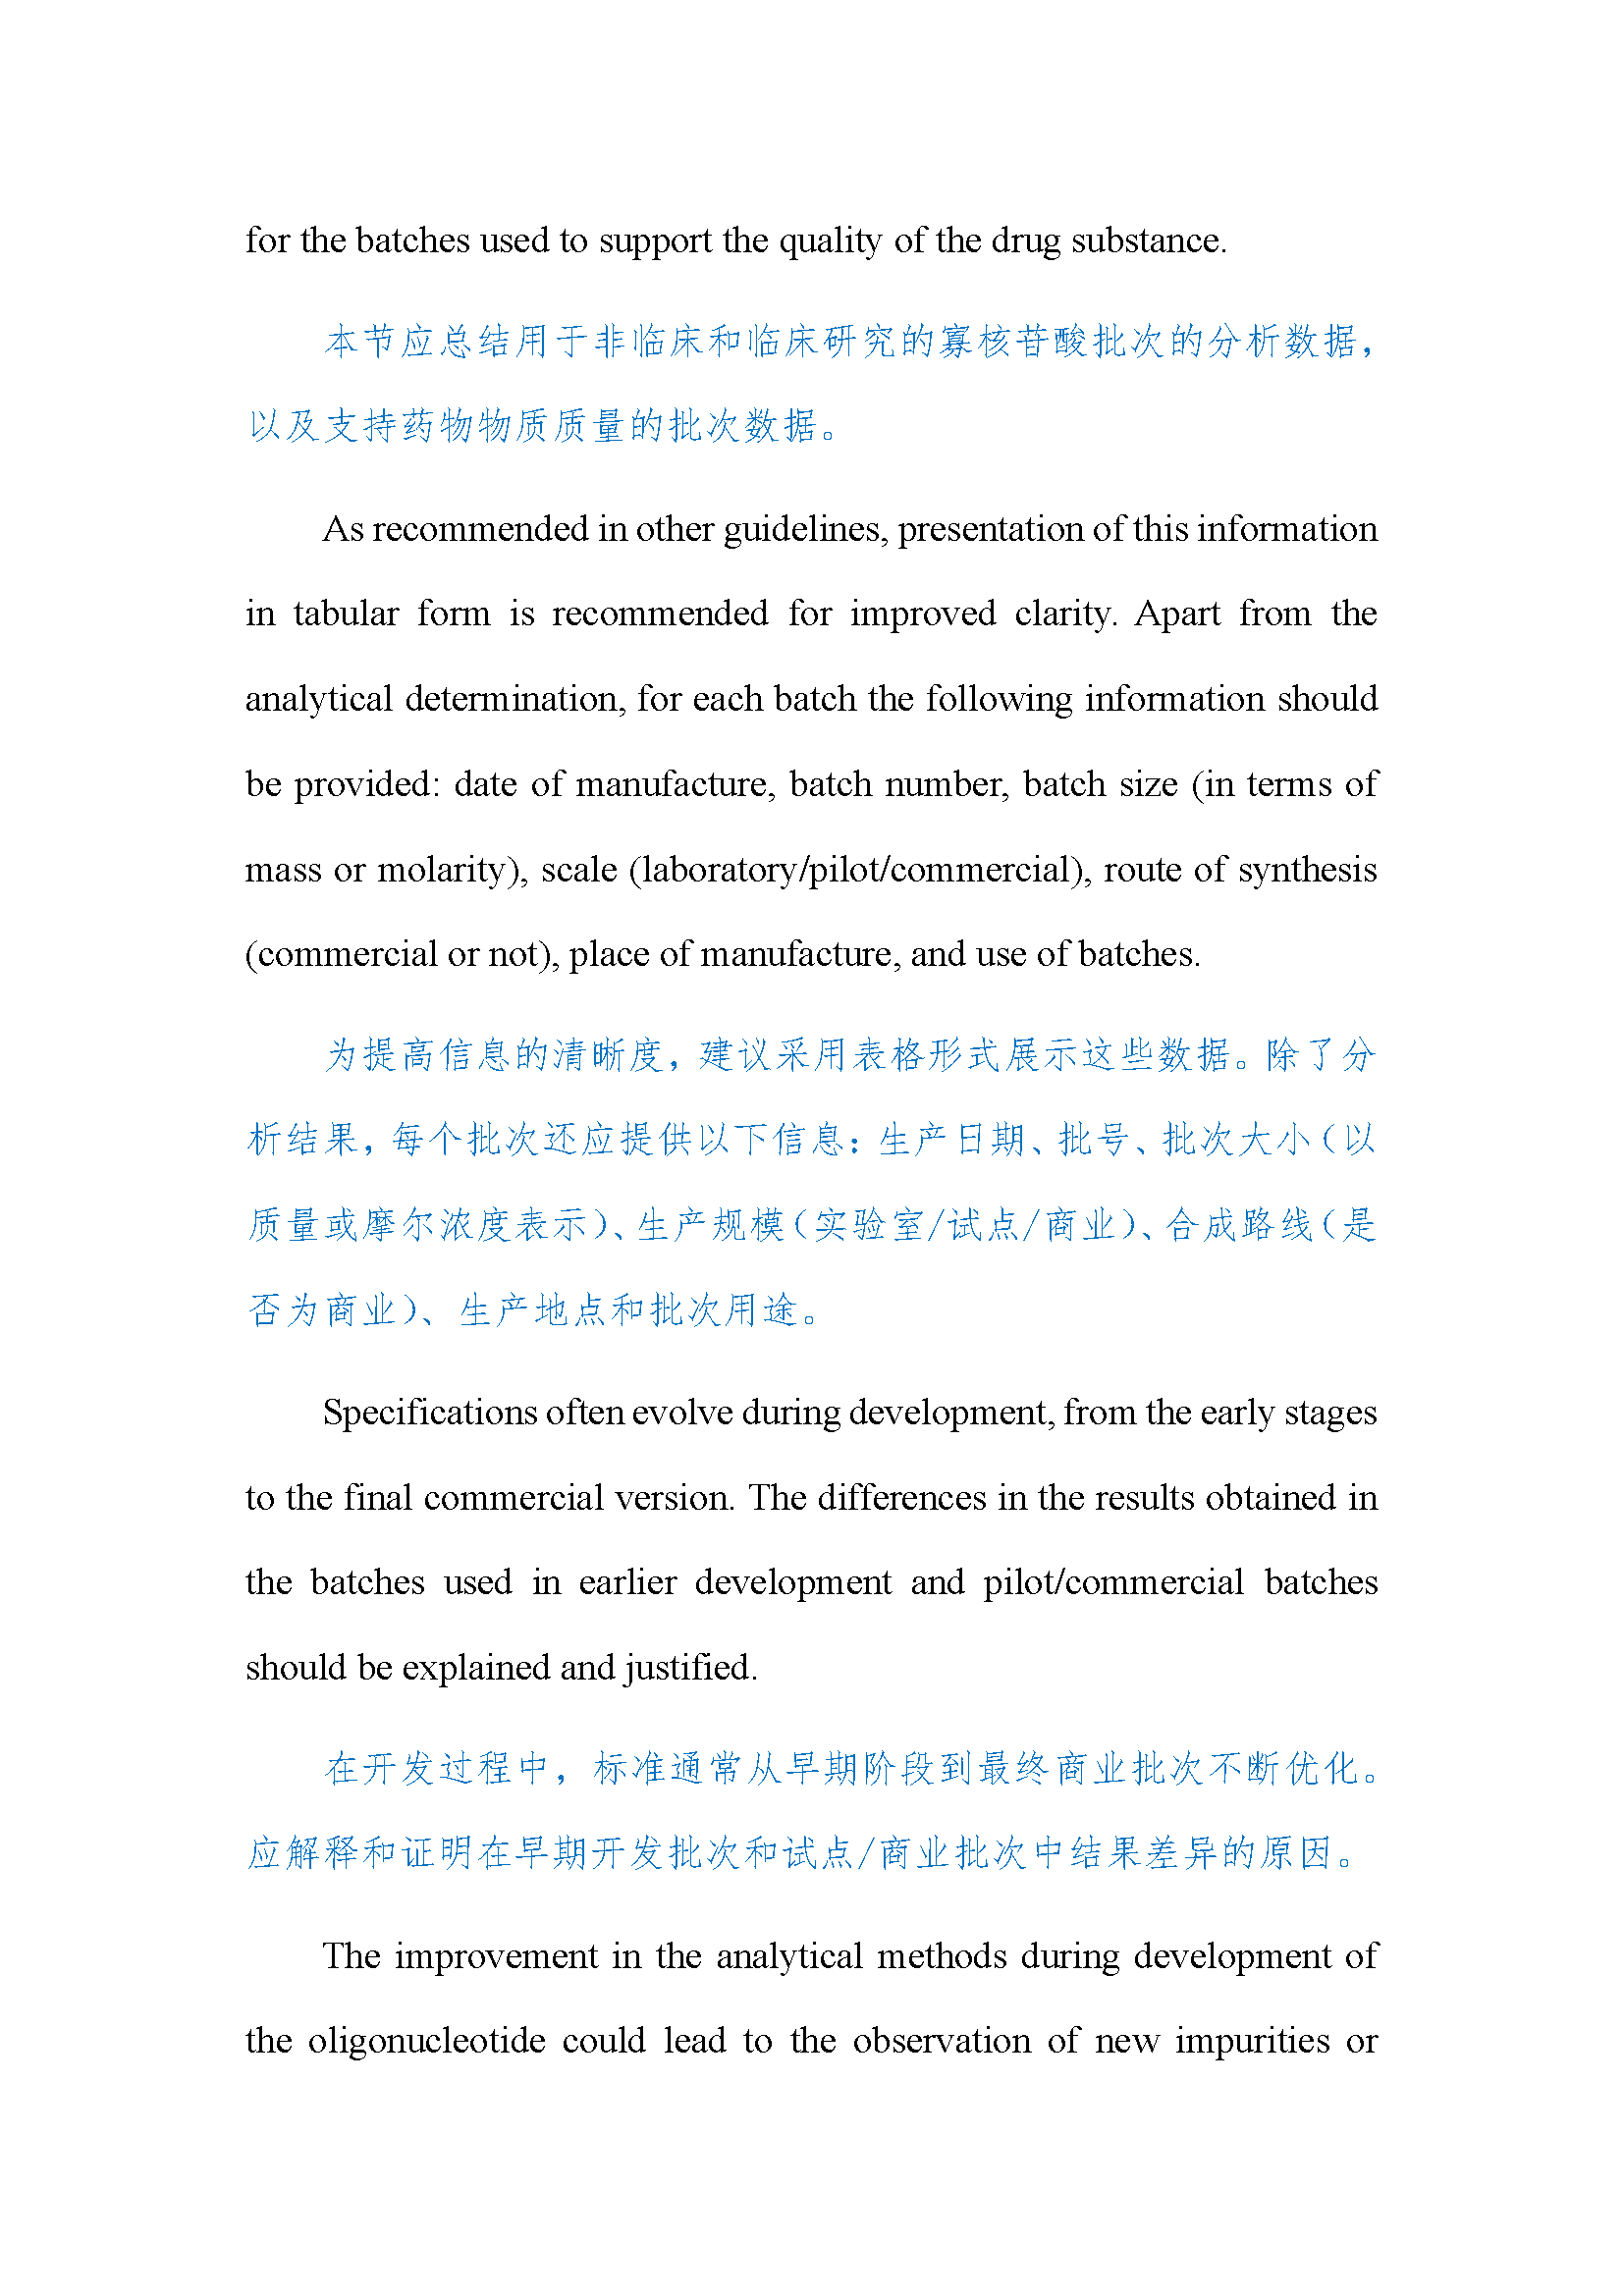 for the batches used to support the quality of the drug substance.
本节应总结用于非临床和临床研究的寡核苷酸批次的分析数据，
以及支持药物物质质量的批次数据。
As recommended in other guidelines, presentation of this information
in tabular form is recommended for improved clarity. Apart from the
analytical determination, for each batch the following information should
be provided: date of manufacture, batch number, batch size (in terms of
mass or molarity), scale (laboratory/pilot/commercial), route of synthesis
(commercial or not), place of manufacture, and use of batches.
为提高信息的清晰度，建议采用表格形式展示这些数据。除了分
析结果，每个批次还应提供以下信息：生产日期、批号、批次大小（以
质量或摩尔浓度表示）、生产规模（实验室/试点/商业）、合成路线（是
否为商业）、生产地点和批次用途。
Specifications often evolve during development, from the early stages
to the final commercial version. The differences in the results obtained in
the batches used in earlier development and pilot/commercial batches
should be explained and justified.
在开发过程中，标准通常从早期阶段到最终商业批次不断优化。
应解释和证明在早期开发批次和试点/商业批次中结果差异的原因。
The improvement in the analytical methods during development of
the oligonucleotide could lead to the observation of new impurities or